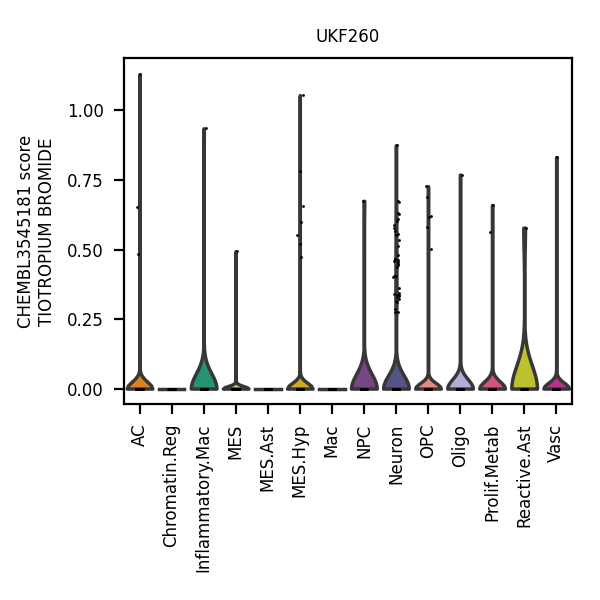 UKF260
CHEMBL3545181 score
TIOTROPIUM BROMIDE
1.00
0.75
0.50
0.25
0.00
AC
Chromatin.Reg
Inflammatory.Mac
MES
MES.Ast
MES.Hyp
Mac
NPC
Neuron
OPC
Oligo
Prolif.Metab
Reactive.Ast
Vasc